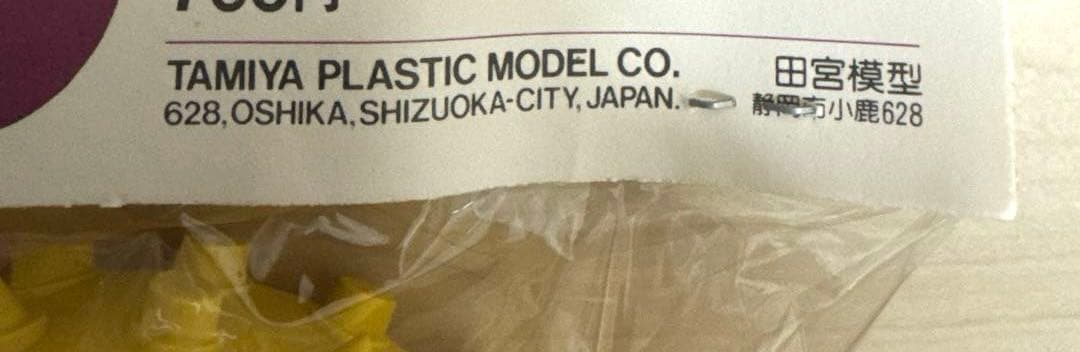 円
TAMIYA PLASTIC MODEL CO.
628, OSHIKA, SHIZUOKA-CITY, JAPAN.
田宮模型
静岡市小鹿628